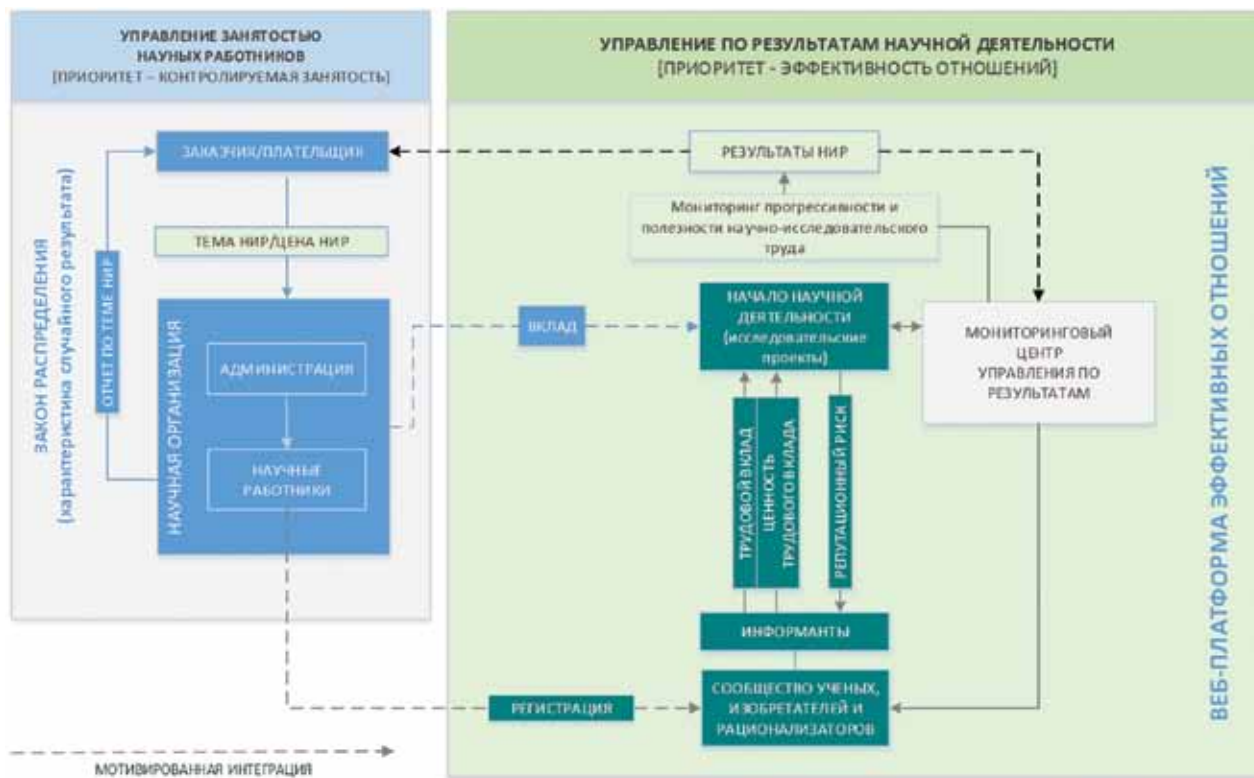 УПРАВЛЕНИЕ ЗАНЯТОСТЬЮ
НАУНЫХ РАБОТНИКОВ
[ПРИОРИТЕТ – КОНТРОЛИРУЕМАЯ ЗАНЯТОСТЬ]
ЗАКОН РАСПРЕДЕЛЕНИЯ
(характеристика случайного результата)
ЗАКАЗЧИК/ПЛАТЕЛЬЩИК
ТЕМА НИР/ЦЕНА НИР
ОТЧЕТ ПО ТЕМЕ НИР
НАУЧНАЯ ОРГАНИЗАЦИЯ
АДМИНИСТРАЦИЯ
НАУЧНЫЕ
РАБОТНИКИ
УПРАВЛЕНИЕ ПО РЕЗУЛЬТАТАМ НАУЧНОЙ ДЕЯТЕЛЬНОСТИ
[ПРИОРИТЕТ - ЭФФЕКТИВНОСТЬ ОТНОШЕНИЙ]
РЕЗУЛЬТАТЫ НИР
Мониторинг прогрессивности и
полезности научно-исследовательского
труда
ВКЛАД
НАЧАЛО НАУЧНОЙ
ДЕЯТЕЛЬНОСТИ
(исследовательские
проекты)
МОНИТОРИНГОВЫЙ
ЦЕНТР
УПРАВЛЕНИЯ ПО
РЕЗУЛЬТАТАМ
ТРУДОВОЙ ВКЛАД
ЦЕННОСТЬ
ТРУДОВОГО ВКЛАДА
РЕПУТАЦИОННЫЙ РИСК
ИНФОРМАНТЫ
РЕГИСТРАЦИЯ
СООБЩЕСТВО УЧЕНЫХ,
ИЗОБРЕТАТЕЛЕЙ И
РАЦИОНАЛИЗАТОРОВ
ВЕБ-ПЛАТФОРМА ЭФФЕКТИВНЫХ ОТНОШЕНИЙ
МОТИВИРОВАННАЯ ИНТЕГРАЦИЯ